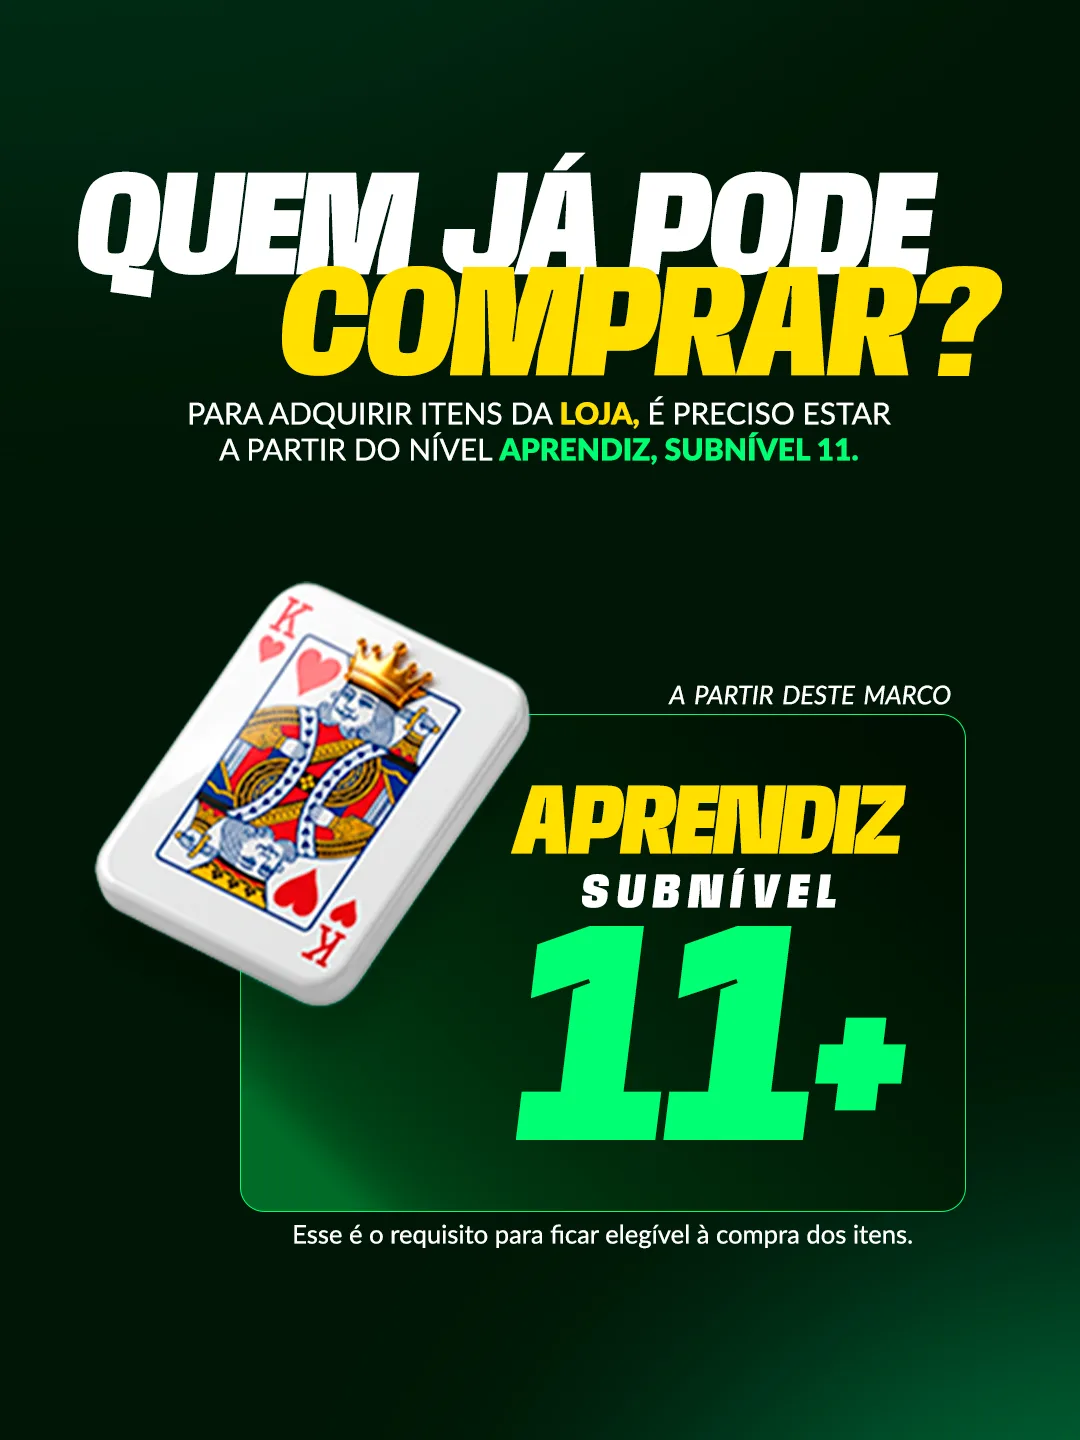 QUEM JÁ PODE
COMPRAR?
PARA ADQUIRIR ITENS DA LOJA, É PRECISO ESTAR
A PARTIR DO NÍVEL APRENDIZ, SUBNÍVEL 11.
K
K
A PARTIR DESTE MARCO
APRENDIZ
SUBNÍVEL
11+
Esse é o requisito para ficar elegível à compra dos itens.